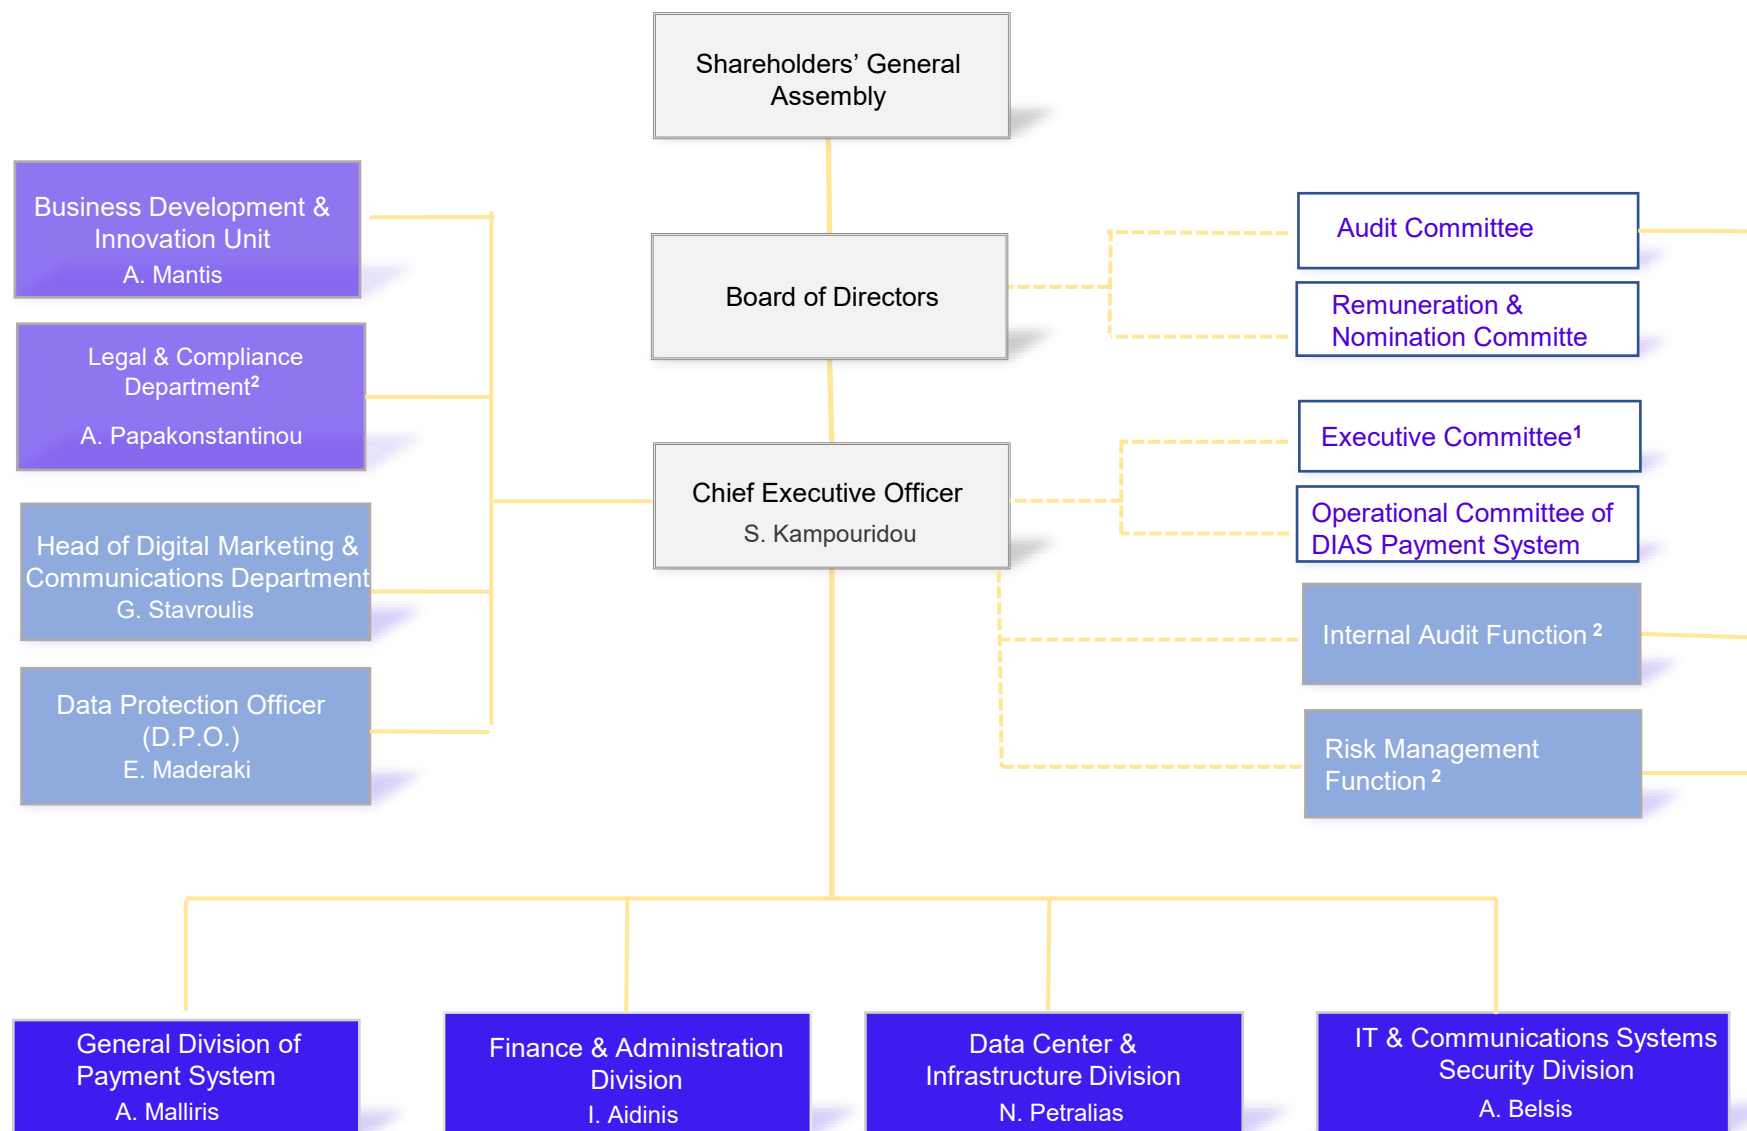 Shareholders’ General
Assembly
Business Development &
Innovation Unit
A. Mantis
Audit Committee
Board of Directors
Remuneration &
Nomination Committe
Legal & Compliance
Department²
A. Papakonstantinou
Executive Committee¹
Chief Executive Officer
S. Kampouridou
Operational Committee of
DIAS Payment System
Head of Digital Marketing &
Communications Department
G. Stavroulis
Internal Audit Function ²
Data Protection Officer
(D.P.O.)
E. Maderaki
Risk Management
Function ²
General Division of
Payment System
A. Malliris
Finance & Administration
Division
I. Aidinis
Data Center &
Infrastructure Division
N. Petralias
IT & Communications Systems
Security Division
A. Belsis